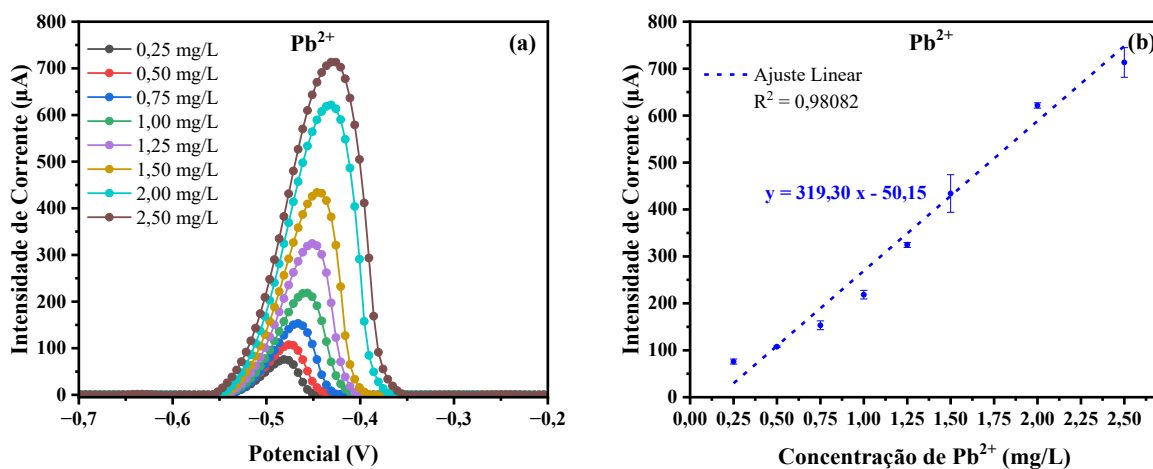 Pb²⁺
(a)
0,25 mg/L
0,50 mg/L
0,75 mg/L
1,00 mg/L
1,25 mg/L
1,50 mg/L
2,00 mg/L
2,50 mg/L
Intensidade de Corrente (µA)
800
700
600
500
400
300
200
100
0
−0,7 −0,6 −0,5 −0,4 −0,3 −0,2
Potencial (V)
Pb²⁺
(b)
Ajuste Linear
R² = 0,98082
y = 319,30 x - 50,15
Intensidade de Corrente (µA)
800
700
600
500
400
300
200
100
0
0,00 0,25 0,50 0,75 1,00 1,25 1,50 1,75 2,00 2,25 2,50
Concentração de Pb²⁺ (mg/L)